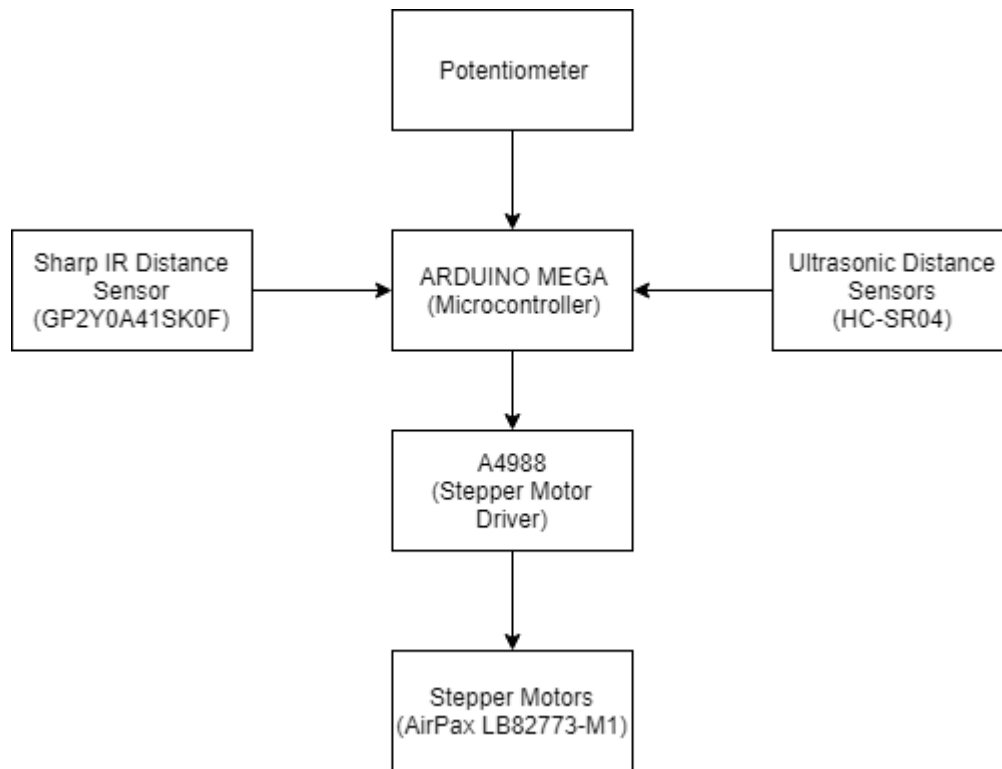 Potentiometer
Sharp IR Distance
Sensor
(GP2Y0A41SK0F)
ARDUINO MEGA
(Microcontroller)
Ultrasonic Distance
Sensors
(HC-SR04)
A4988
(Stepper Motor
Driver)
Stepper Motors
(AirPax LB82773-M1)